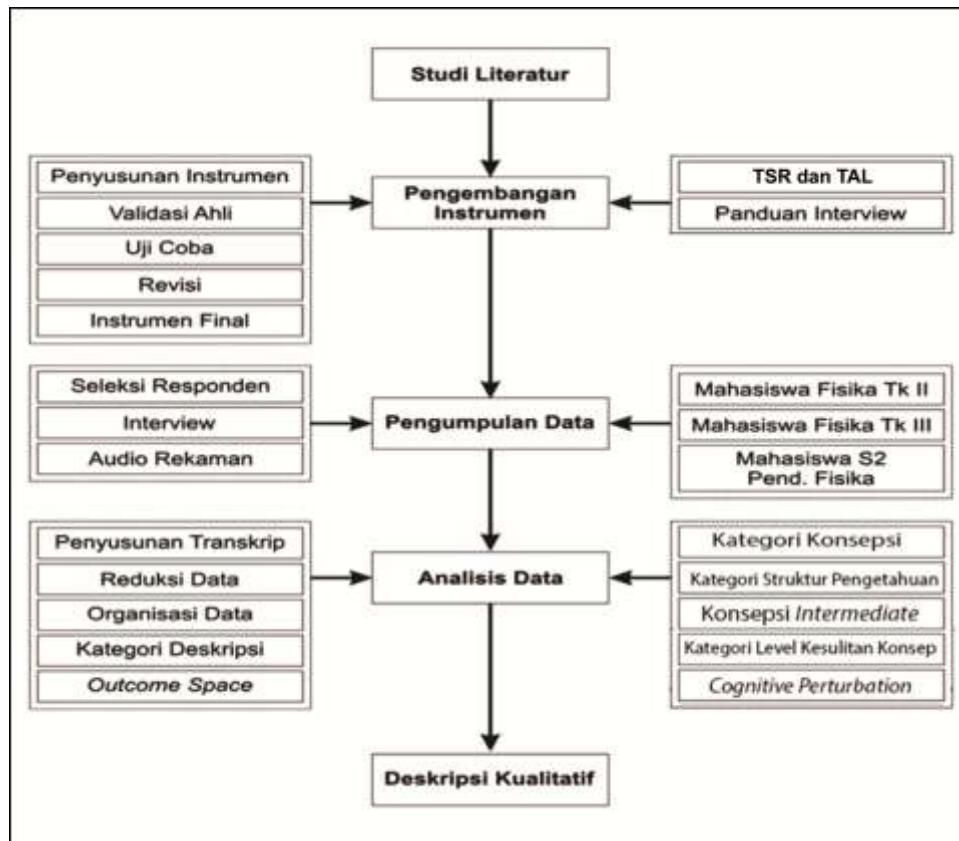 Studi Literatur
Penyusunan Instrumen
Validasi Ahli
Uji Coba
Revisi
Instrumen Final
Pengembangan
Instrumen
TSR dan TAL
Panduan Interview
Seleksi Responden
Interview
Audio Rekaman
Pengumpulan Data
Mahasiswa Fisika Tk II
Mahasiswa Fisika Tk III
Mahasiswa S2
Pend. Fisika
Penyusunan Transkrip
Reduksi Data
Organisasi Data
Kategori Deskripsi
Outcome Space
Analisis Data
Kategori Konsepsi
Kategori Struktur Pengetahuan
Konsepsi Intermediate
Kategori Level Kesulitan Konsep
Cognitive Perturbation
Deskripsi Kualitatif